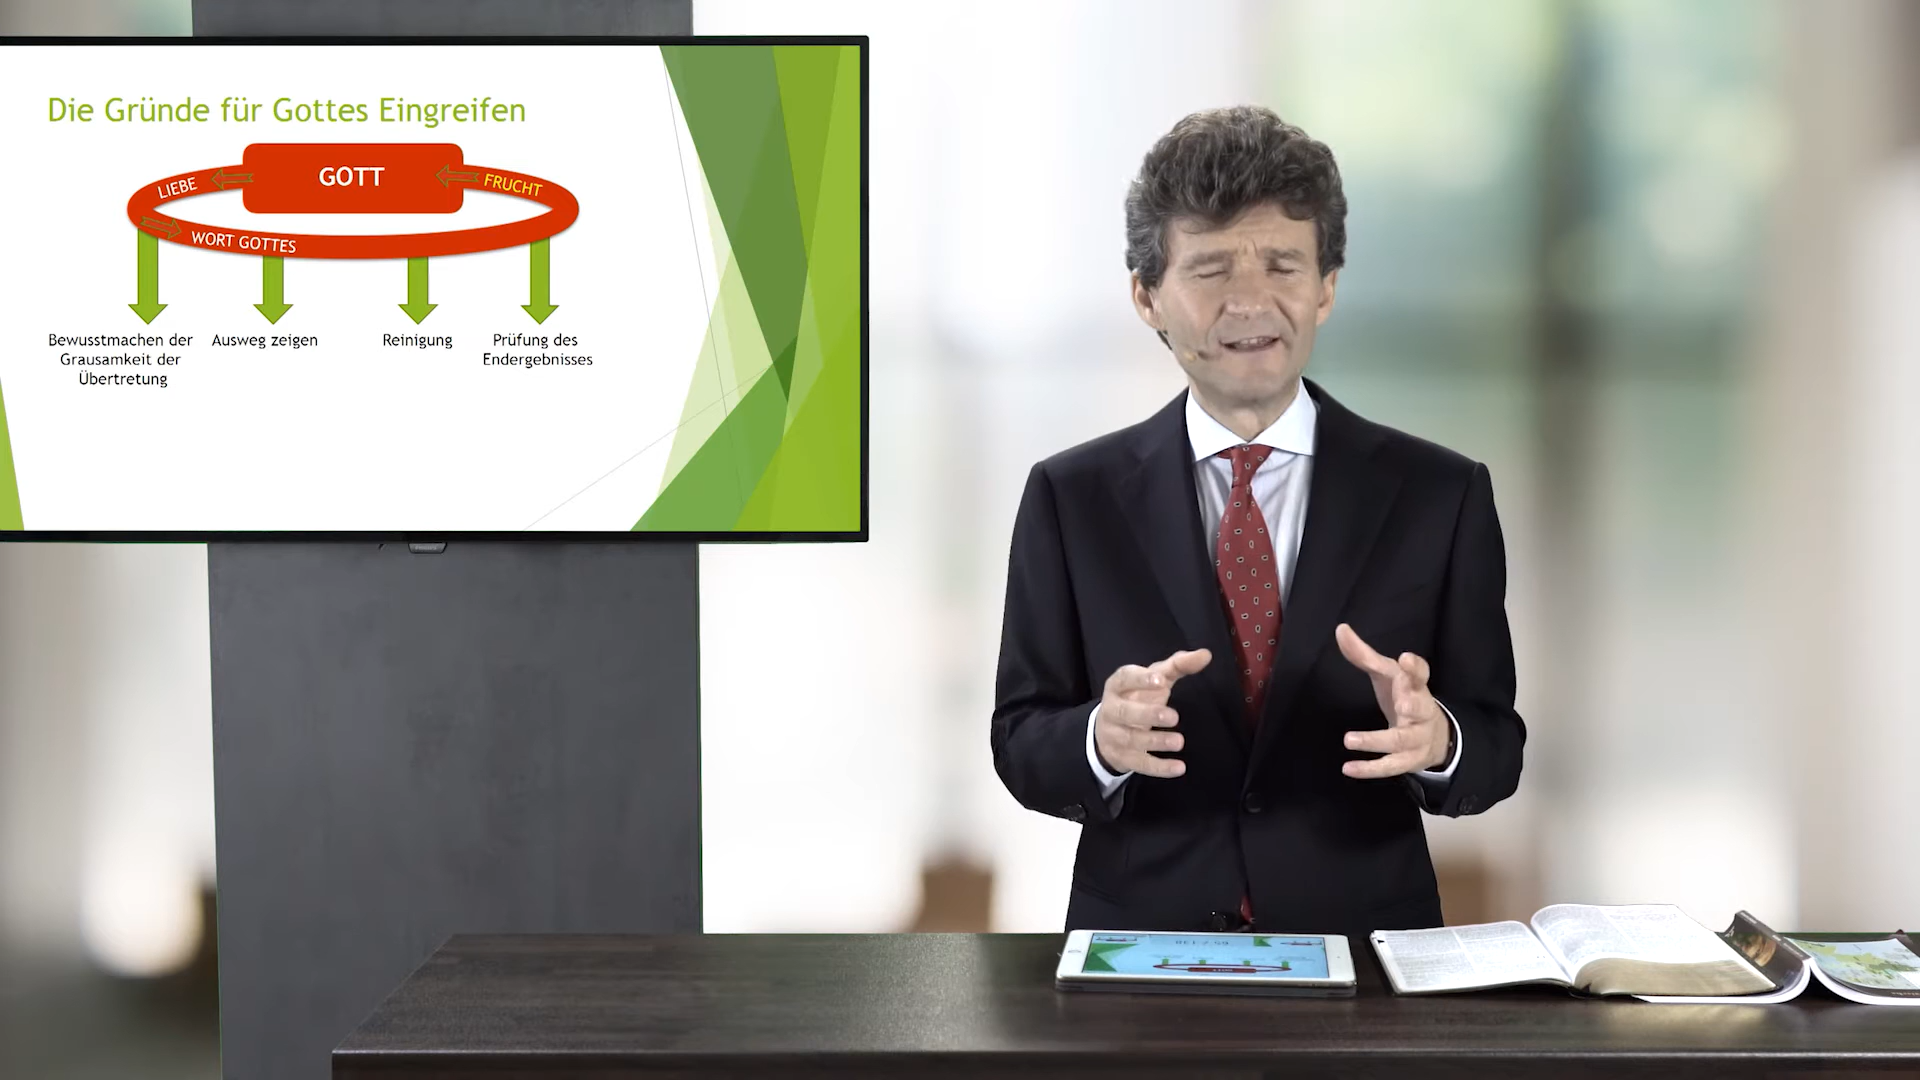 Die Gründe für Gottes Eingreifen
GOTT
LIEBE
FRUCHT
WORT GOTTES
Bewusstmachen der
Grausamkeit der
Übertretung
Ausweg zeigen
Reinigung
Prüfung des
Endergebnisses